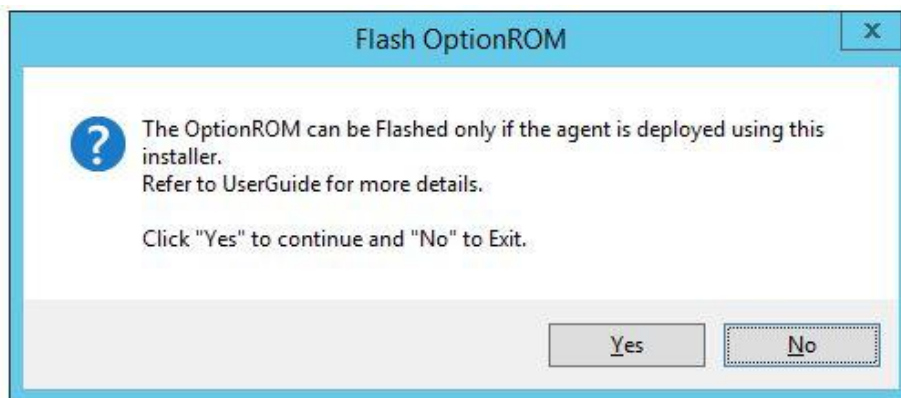 Flash OptionROM
x
?
The OptionROM can be Flashed only if the agent is deployed using this
installer.
Refer to UserGuide for more details.
Click "Yes" to continue and "No" to Exit.
Yes
No